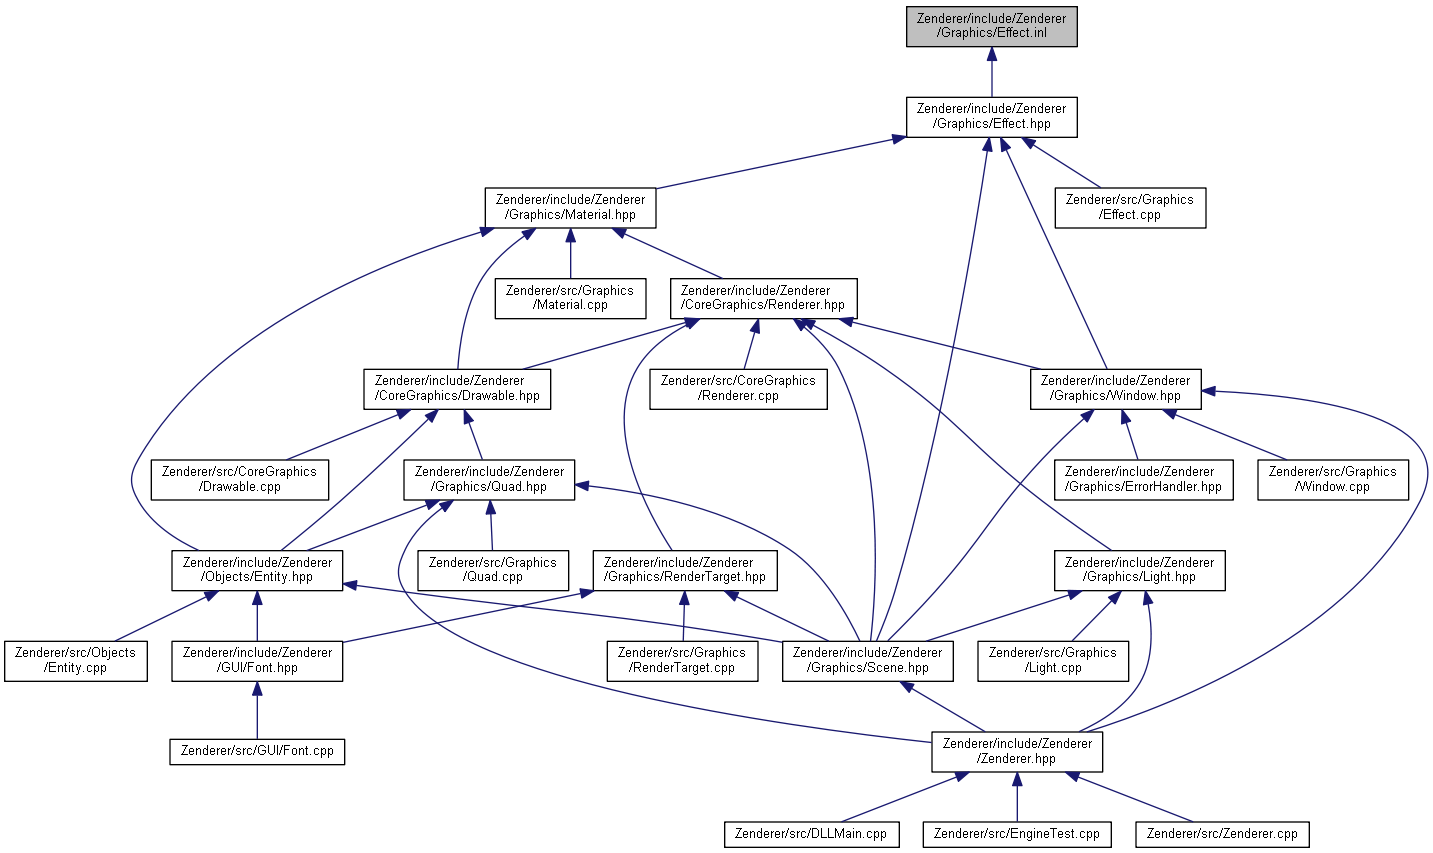 Zenderer/include/Zenderer
/Graphics/Effect.inl
Zenderer/include/Zenderer
/Graphics/Effect.hpp
Zenderer/include/Zenderer
/Graphics/Material.hpp
Zenderer/src/Graphics
/Effect.cpp
Zenderer/src/Graphics
/Material.cpp
Zenderer/include/Zenderer
/CoreGraphics/Renderer.hpp
Zenderer/include/Zenderer
/CoreGraphics/Drawable.hpp
Zenderer/src/CoreGraphics
/Renderer.cpp
Zenderer/include/Zenderer
/Graphics/Window.hpp
Zenderer/src/CoreGraphics
/Drawable.cpp
Zenderer/include/Zenderer
/Graphics/Quad.hpp
Zenderer/include/Zenderer
/Graphics/ErrorHandler.hpp
Zenderer/src/Graphics
/Window.cpp
Zenderer/include/Zenderer
/Objects/Entity.hpp
Zenderer/src/Graphics
/Quad.cpp
Zenderer/include/Zenderer
/Graphics/RenderTarget.hpp
Zenderer/include/Zenderer
/Graphics/Light.hpp
Zenderer/src/Objects
/Entity.cpp
Zenderer/include/Zenderer
/GUI/Font.hpp
Zenderer/src/Graphics
/RenderTarget.cpp
Zenderer/include/Zenderer
/Graphics/Scene.hpp
Zenderer/src/Graphics
/Light.cpp
Zenderer/src/GUI/Font.cpp
Zenderer/include/Zenderer
/Zenderer.hpp
Zenderer/src/DLLMain.cpp
Zenderer/src/EngineTest.cpp
Zenderer/src/Zenderer.cpp